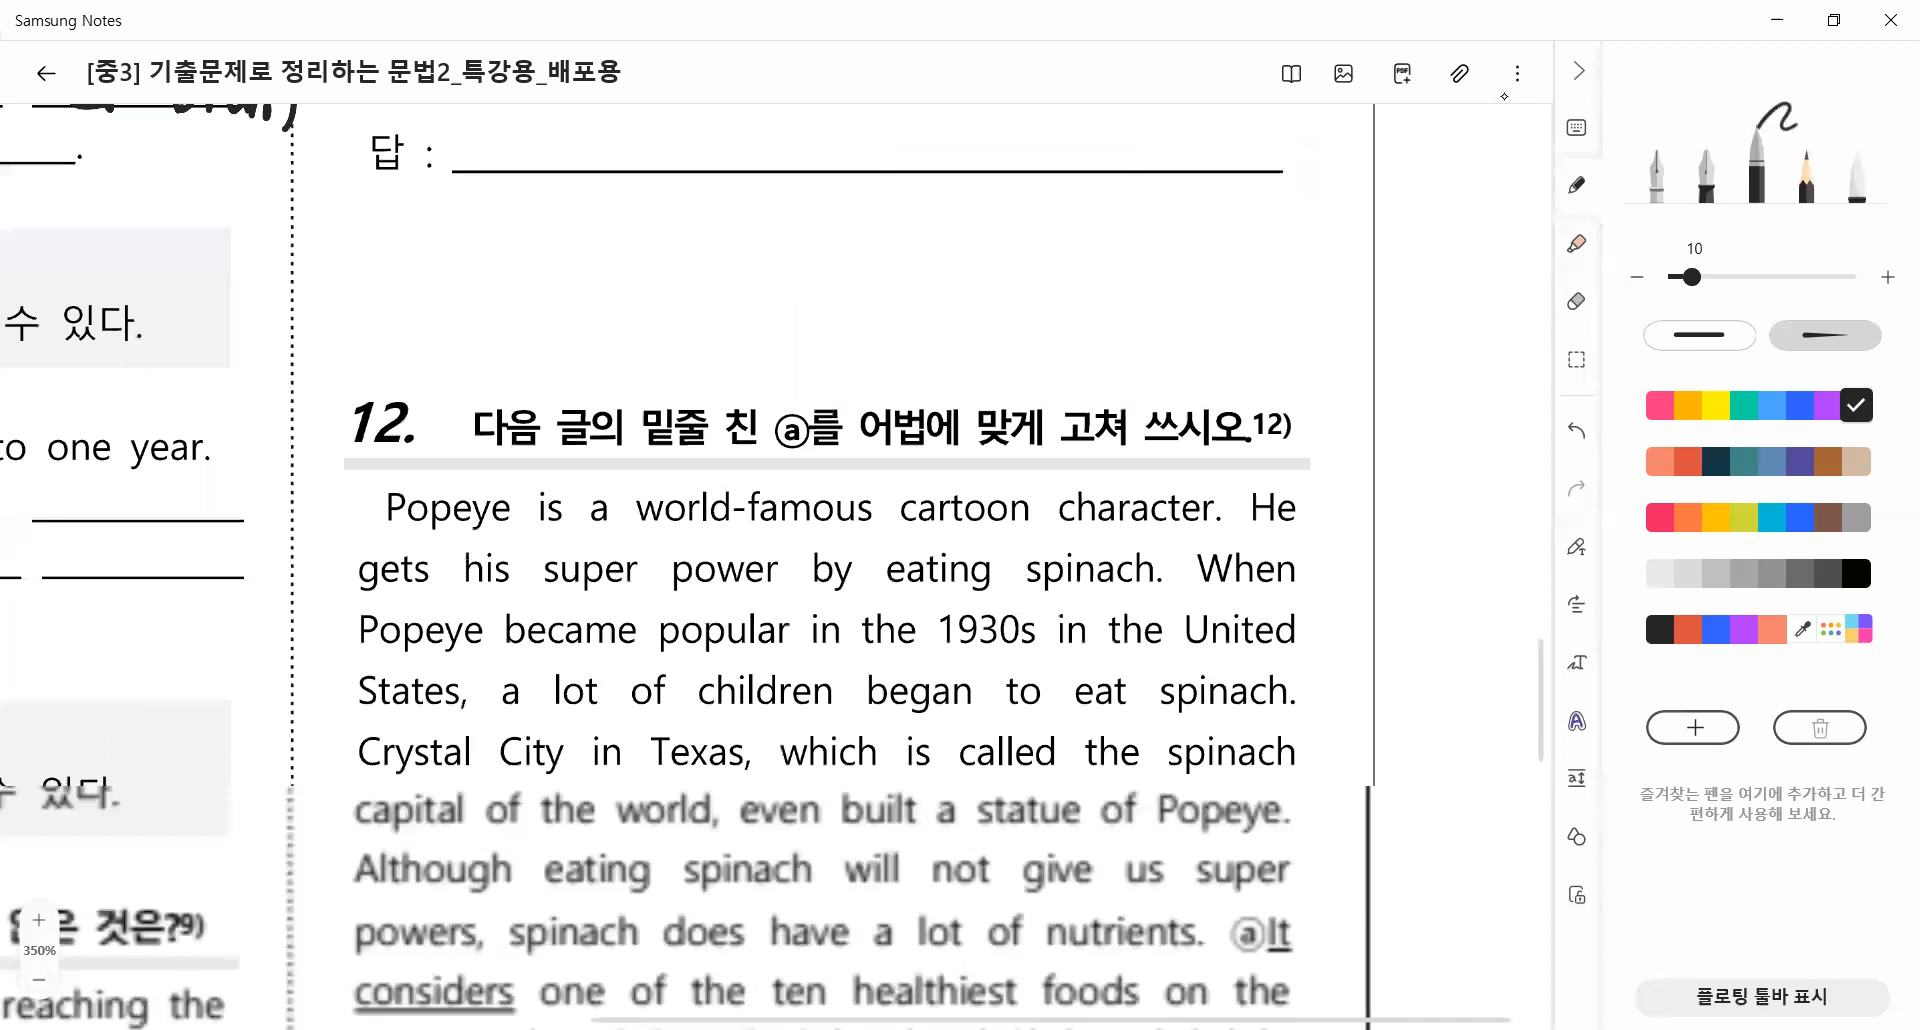 Samsung Notes
[중3] 기출문제로 정리하는 문법2_특강용_배포용
답 :
수 있다.
to one year.
수 있다.
것은?9)
reaching the
12. 다음 글의 밑줄 친 ⓐ를 어법에 맞게 고쳐 쓰시오.12)
Popeye is a world-famous cartoon character. He
gets his super power by eating spinach. When
Popeye became popular in the 1930s in the United
States, a lot of children began to eat spinach.
Crystal City in Texas, which is called the spinach
capital of the world, even built a statue of Popeye.
Although eating spinach will not give us super
powers, spinach does have a lot of nutrients. ⓐIt
considers one of the ten healthiest foods on the
350%
PDF
10
즐겨찾는 펜을 여기에 추가하고 더 간
편하게 사용해 보세요.
플로팅 툴바 표시